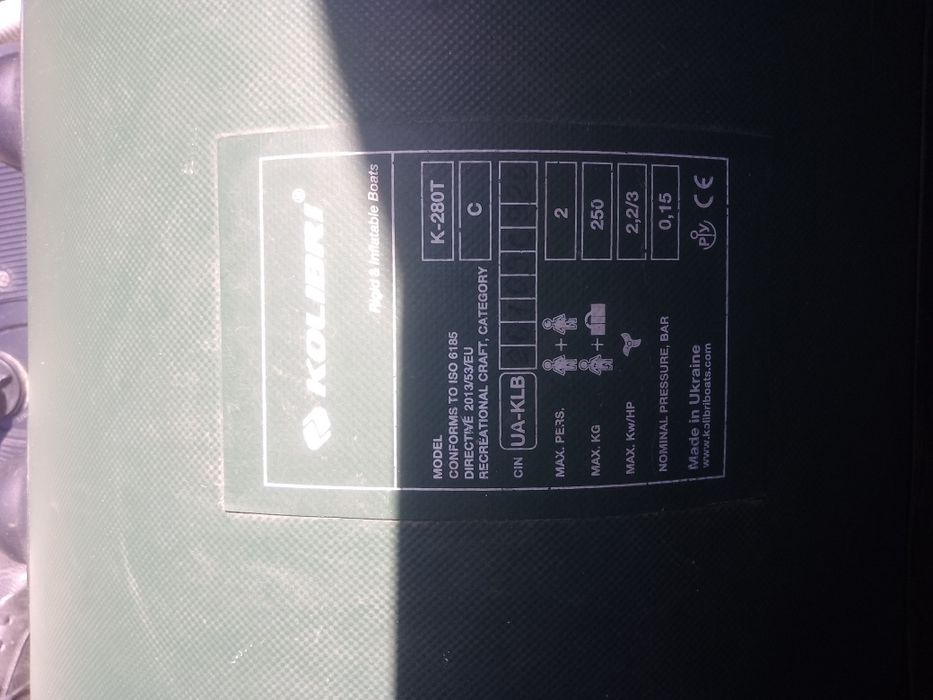 KOLIBRI®
Rigid & Inflatable Boats
MODEL K-280T
CONFORMS TO ISO 6185
DIRECTIVE 2013/53/EU
RECREATIONAL CRAFT, CATEGORY C
CIN UA-KLB
MAX. PERS. + 2
MAX. KG + 250
MAX. Kw/HP 2,2/3
NOMINAL PRESSURE, BAR 0,15
Made in Ukraine
www.kolibriboats.com
CE